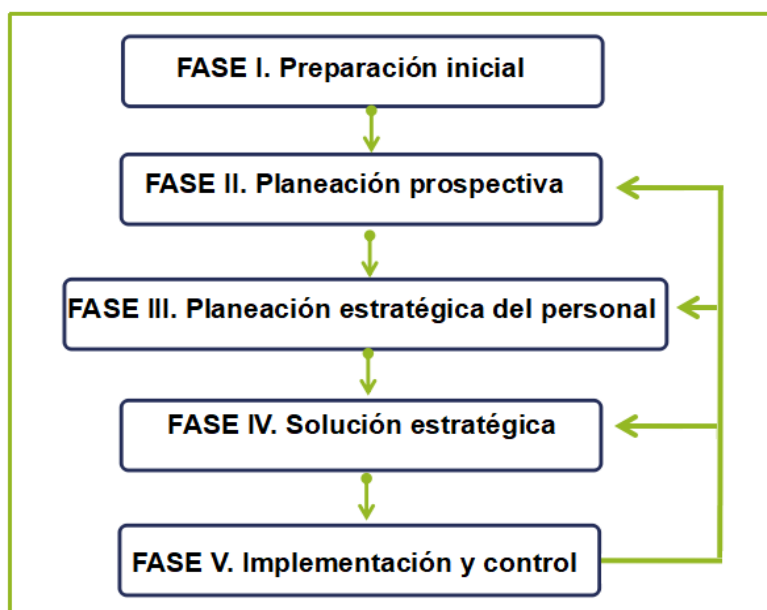 FASE I. Preparación inicial
FASE II. Planeación prospectiva
FASE III. Planeación estratégica del personal
FASE IV. Solución estratégica
FASE V. Implementación y control